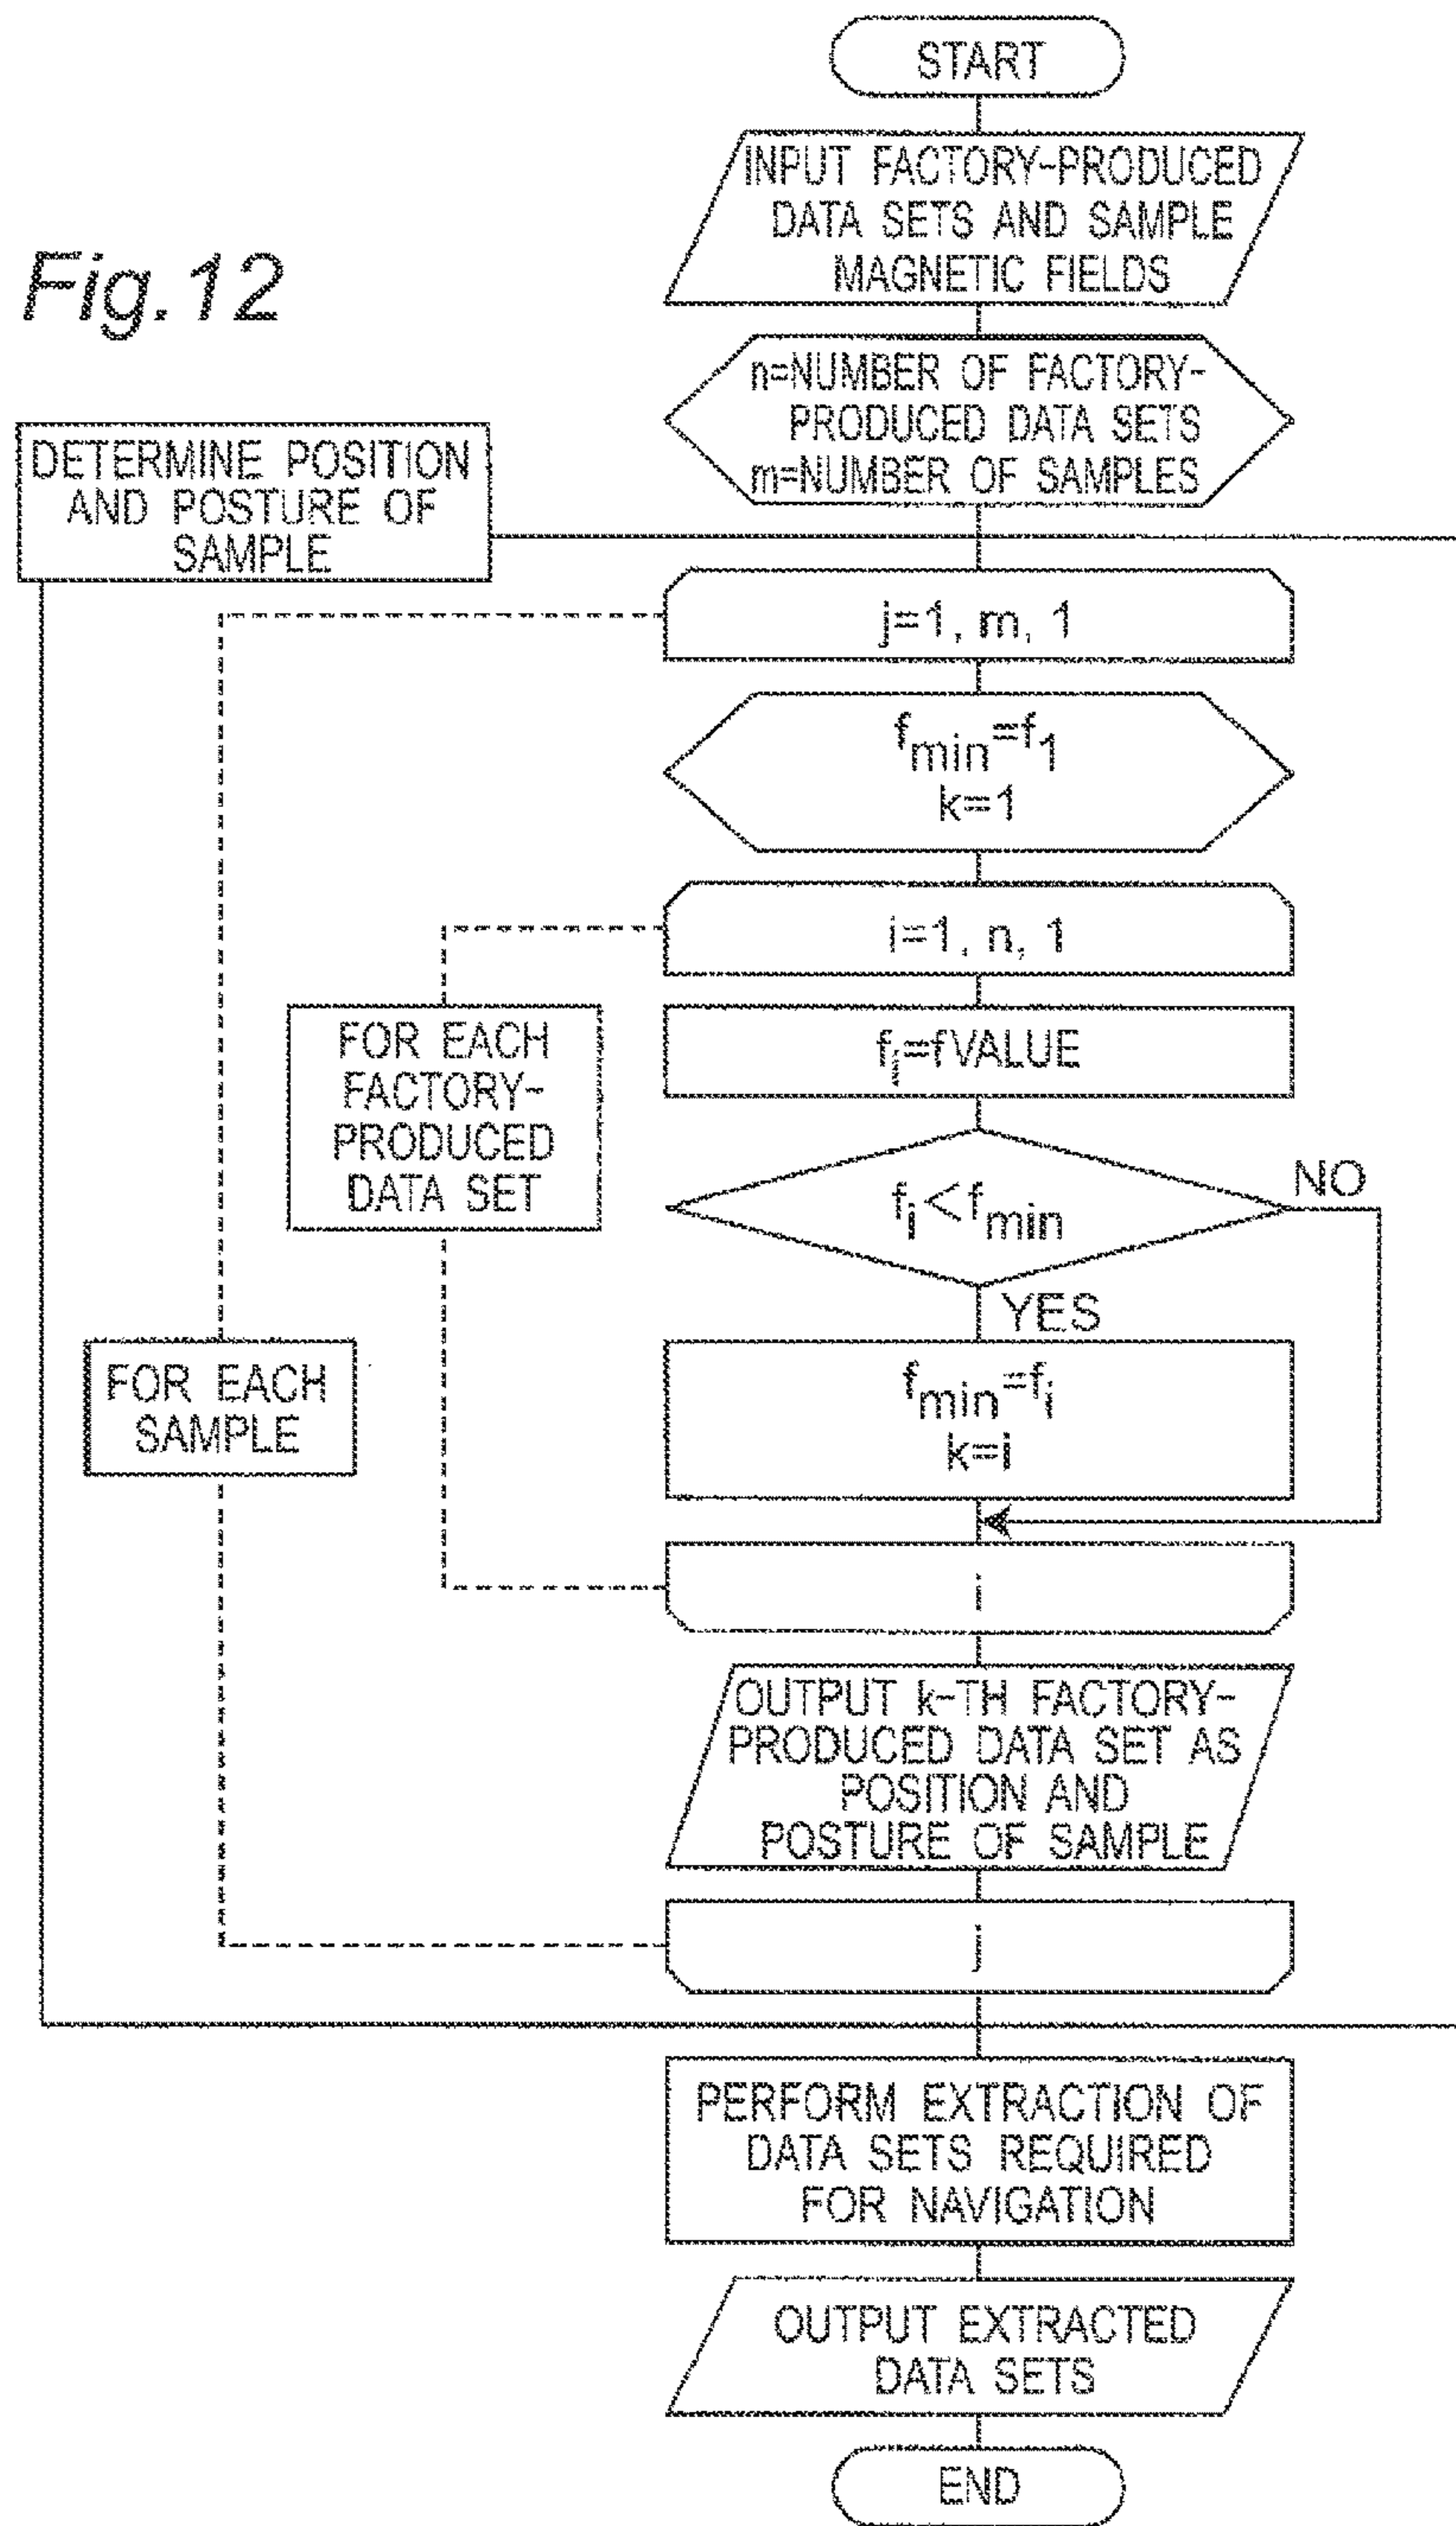 START
INPUT FACTORY-PRODUCED
DATA SETS AND SAMPLE
MAGNETIC FIELDS
Fig.12
n=NUMBER OF FACTORY-
PRODUCED DATA SETS
m=NUMBER OF SAMPLES
DETERMINE POSITION
AND POSTURE OF
SAMPLE
j=1, m, 1
fmin=f1
k=1
i=1, n, 1
FOR EACH
FACTORY-
PRODUCED
DATA SET
fi=fVALUE
fi<fmin
NO
YES
FOR EACH
SAMPLE
fmin=fi
k=i
i
OUTPUT k-TH FACTORY-
PRODUCED DATA SET AS
POSITION AND
POSTURE OF SAMPLE
j
PERFORM EXTRACTION OF
DATA SETS REQUIRED
FOR NAVIGATION
OUTPUT EXTRACTED
DATA SETS
END